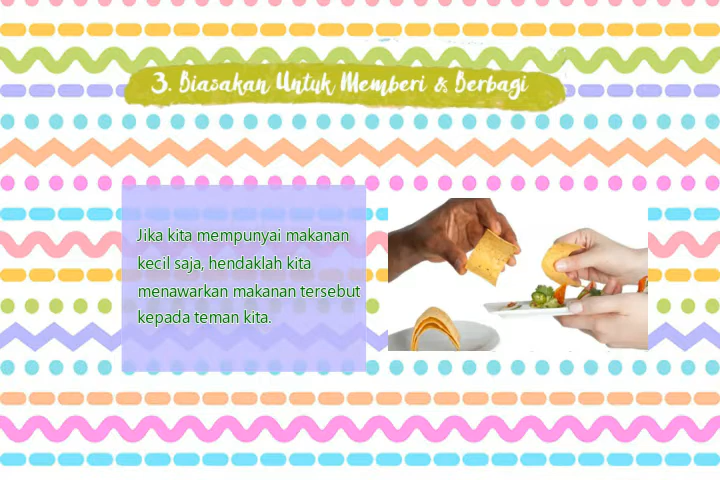 3. Biasakan Untuk Memberi & Berbagi
Jika kita mempunyai makanan
kecil saja, hendaklah kita
menawarkan makanan tersebut
kepada teman kita.